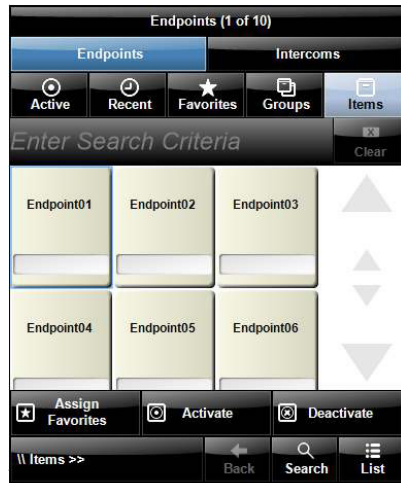 Endpoints (1 of 10)
Endpoints Intercoms
Active Recent Favorites Groups Items
Enter Search Criteria
X
Clear
Endpoint01 Endpoint02 Endpoint03
Endpoint04 Endpoint05 Endpoint06
Assign
Favorites Activate Deactivate
\\ Items >> Back Search List